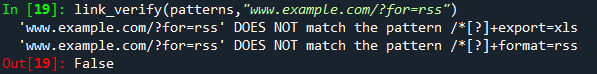 In [19]: link_verify(patterns,"www.example.com/?for=rss")
'www.example.com/?for=rss' DOES NOT match the pattern /*[?]+export=xls
'www.example.com/?for=rss' DOES NOT match the pattern /*[?]+format=rss
Out[19]: False